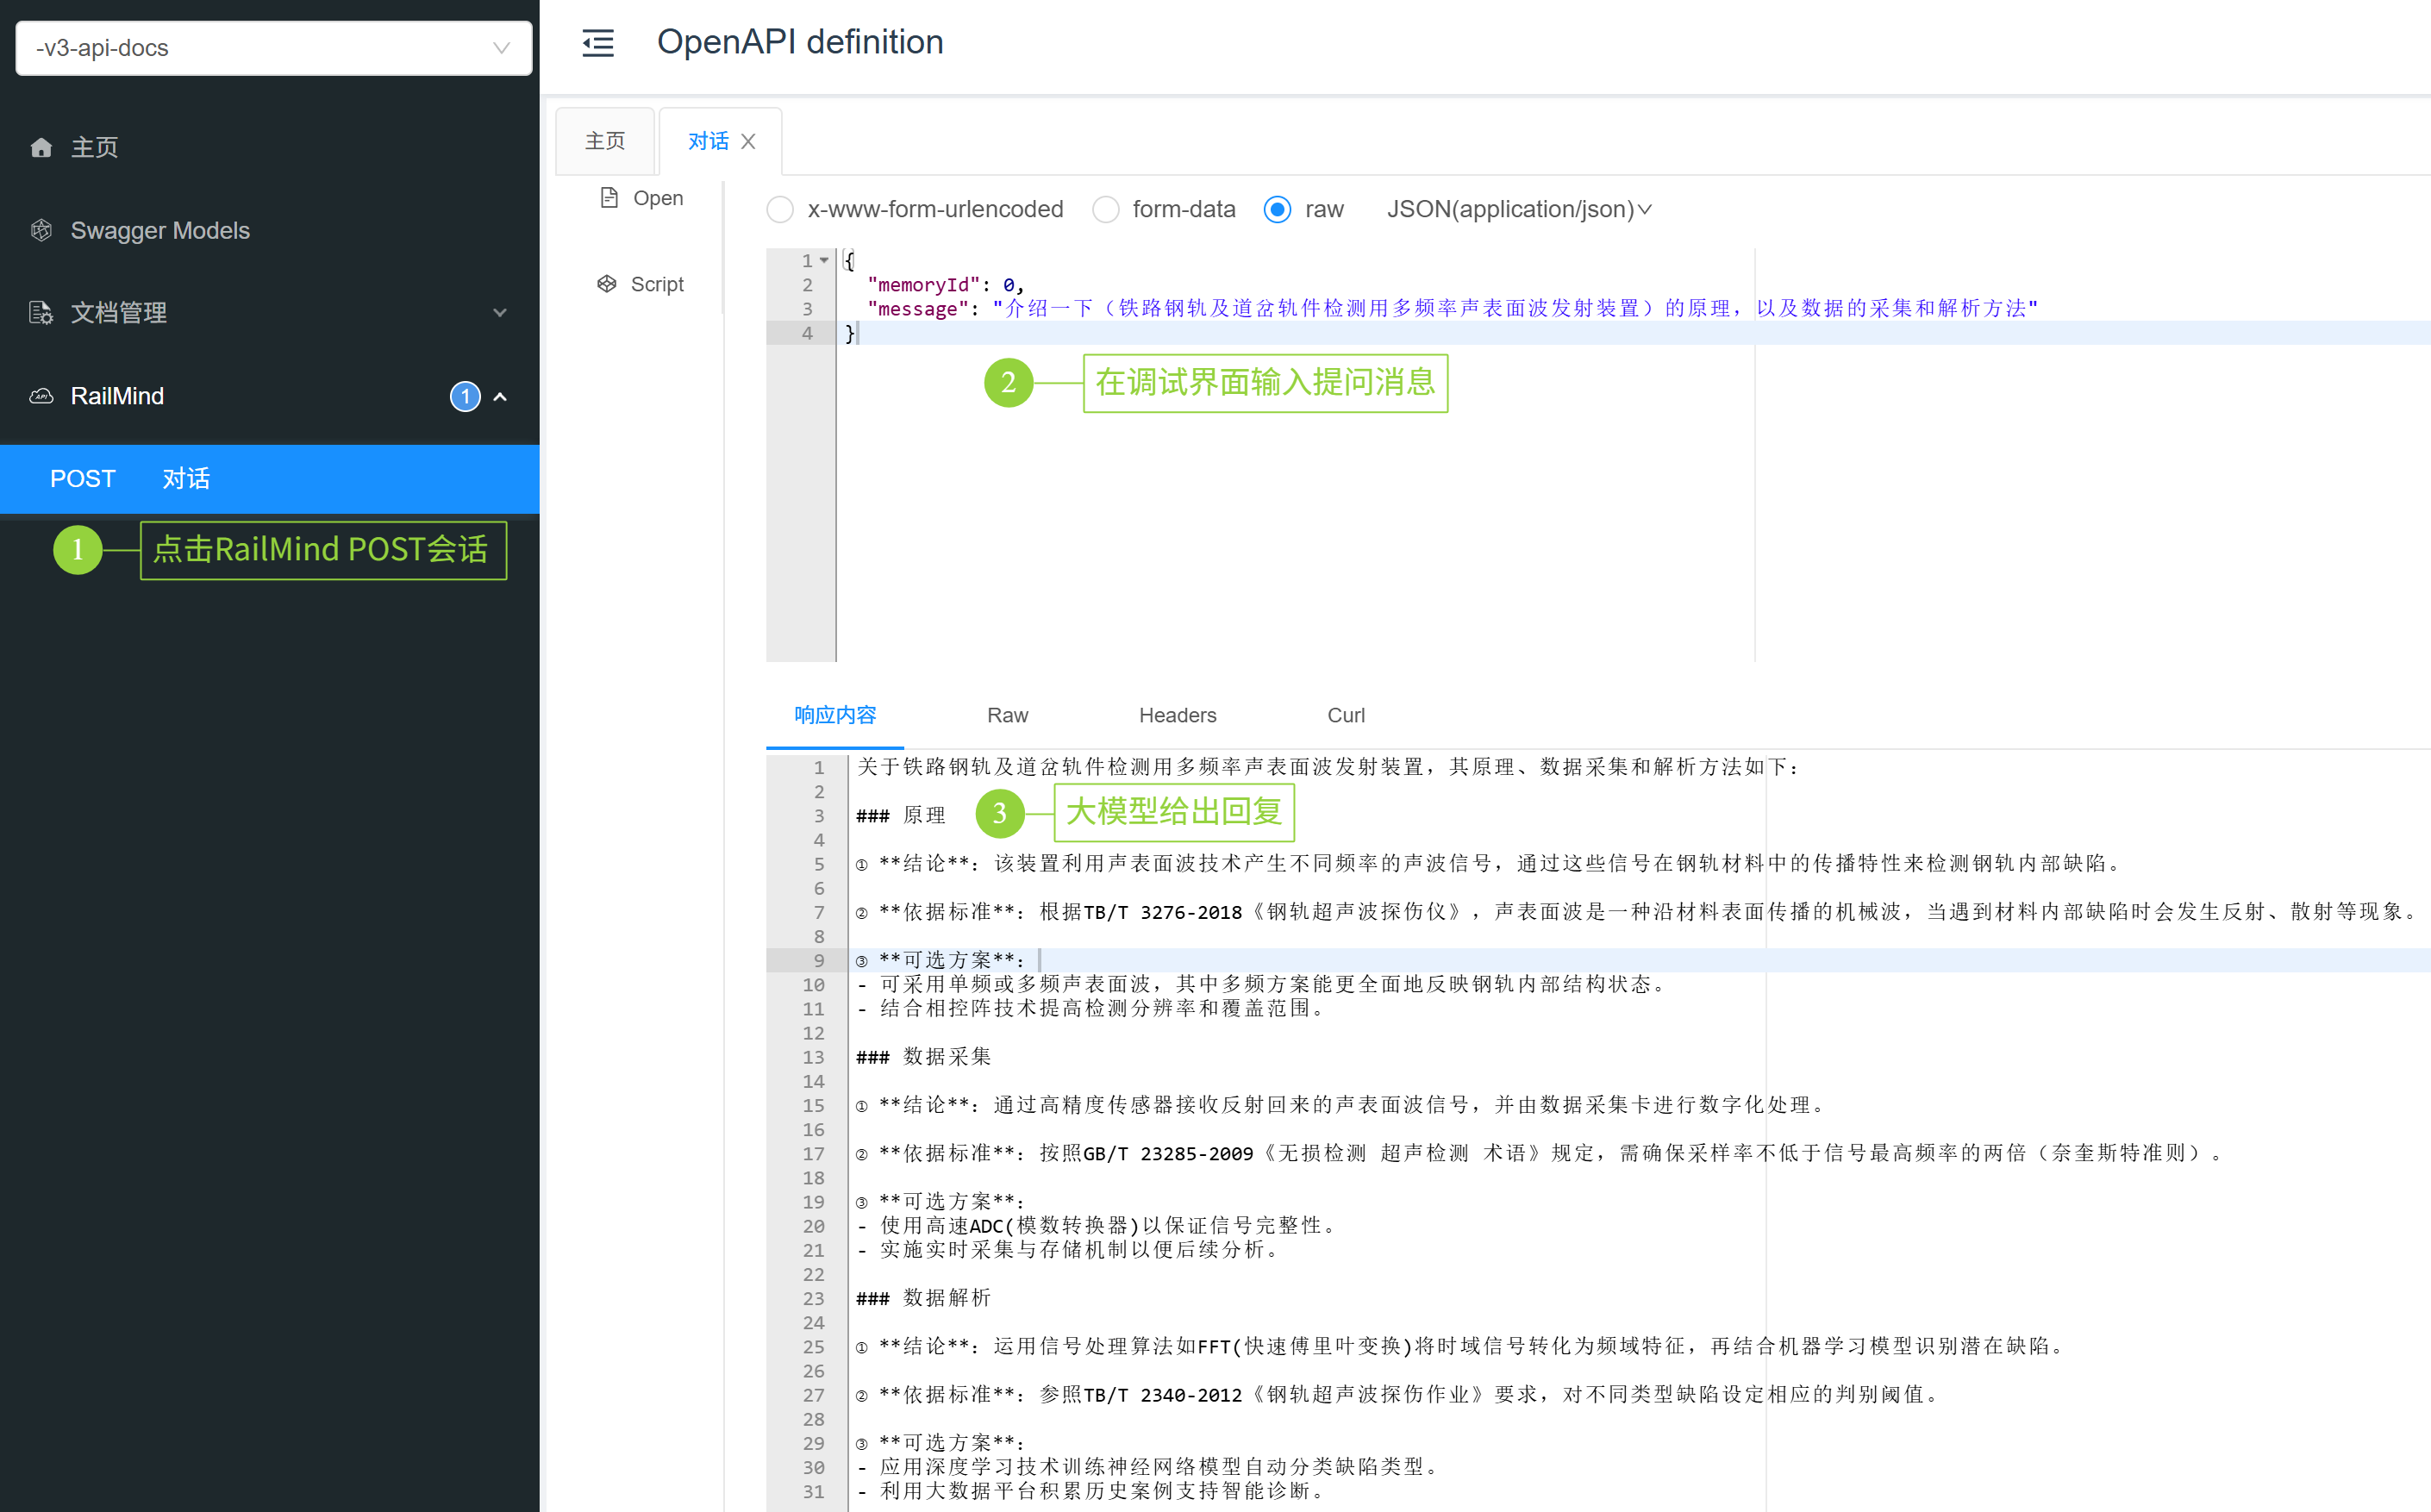 -v3-api-docs
主页
Swagger Models
文档管理
RailMind
1
POST 对话
1 点击RailMind POST会话
OpenAPI definition
主页
对话
Open
Script
x-www-form-urlencoded form-data raw JSON(application/json)
1 {
2 "memoryId": 0,
3 "message": "介绍一下（铁路钢轨及道岔轨件检测用多频率声表面波发射装置）的原理，以及数据的采集和解析方法"
4 }
2 在调试界面输入提问消息
响应内容 Raw Headers Curl
1 关于铁路钢轨及道岔轨件检测用多频率声表面波发射装置，其原理、数据采集和解析方法如下：
2
3 ### 原理
3 大模型给出回复
4
5 ① **结论**：该装置利用声表面波技术产生不同频率的声波信号，通过这些信号在钢轨材料中的传播特性来检测钢轨内部缺陷。
6
7 ② **依据标准**：根据TB/T 3276-2018《钢轨超声波探伤仪》，声表面波是一种沿材料表面传播的机械波，当遇到材料内部缺陷时会发生反射、散射等现象。
8
9 ③ **可选方案**：
10 - 可采用单频或多频声表面波，其中多频方案能更全面地反映钢轨内部结构状态。
11 - 结合相控阵技术提高检测分辨率和覆盖范围。
12
13 ### 数据采集
14
15 ① **结论**：通过高精度传感器接收反射回来的声表面波信号，并由数据采集卡进行数字化处理。
16
17 ② **依据标准**：按照GB/T 23285-2009《无损检测 超声检测 术语》规定，需确保采样率不低于信号最高频率的两倍（奈奎斯特准则）。
18
19 ③ **可选方案**：
20 - 使用高速ADC(模数转换器)以保证信号完整性。
21 - 实施实时采集与存储机制以便后续分析。
22
23 ### 数据解析
24
25 ① **结论**：运用信号处理算法如FFT(快速傅里叶变换)将时域信号转化为频域特征，再结合机器学习模型识别潜在缺陷。
26
27 ② **依据标准**：参照TB/T 2340-2012《钢轨超声波探伤作业》要求，对不同类型缺陷设定相应的判别阈值。
28
29 ③ **可选方案**：
30 - 应用深度学习技术训练神经网络模型自动分类缺陷类型。
31 - 利用大数据平台积累历史案例支持智能诊断。